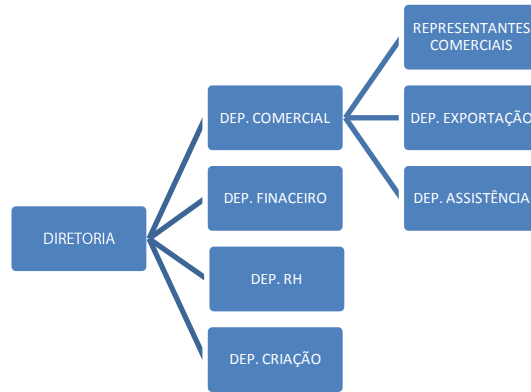 REPRESENTANTES
COMERCIAIS
DEP. COMERCIAL
DEP. EXPORTAÇÃO
DEP. FINACEIRO
DEP. ASSISTÊNCIA
DIRETORIA
DEP. RH
DEP. CRIAÇÃO